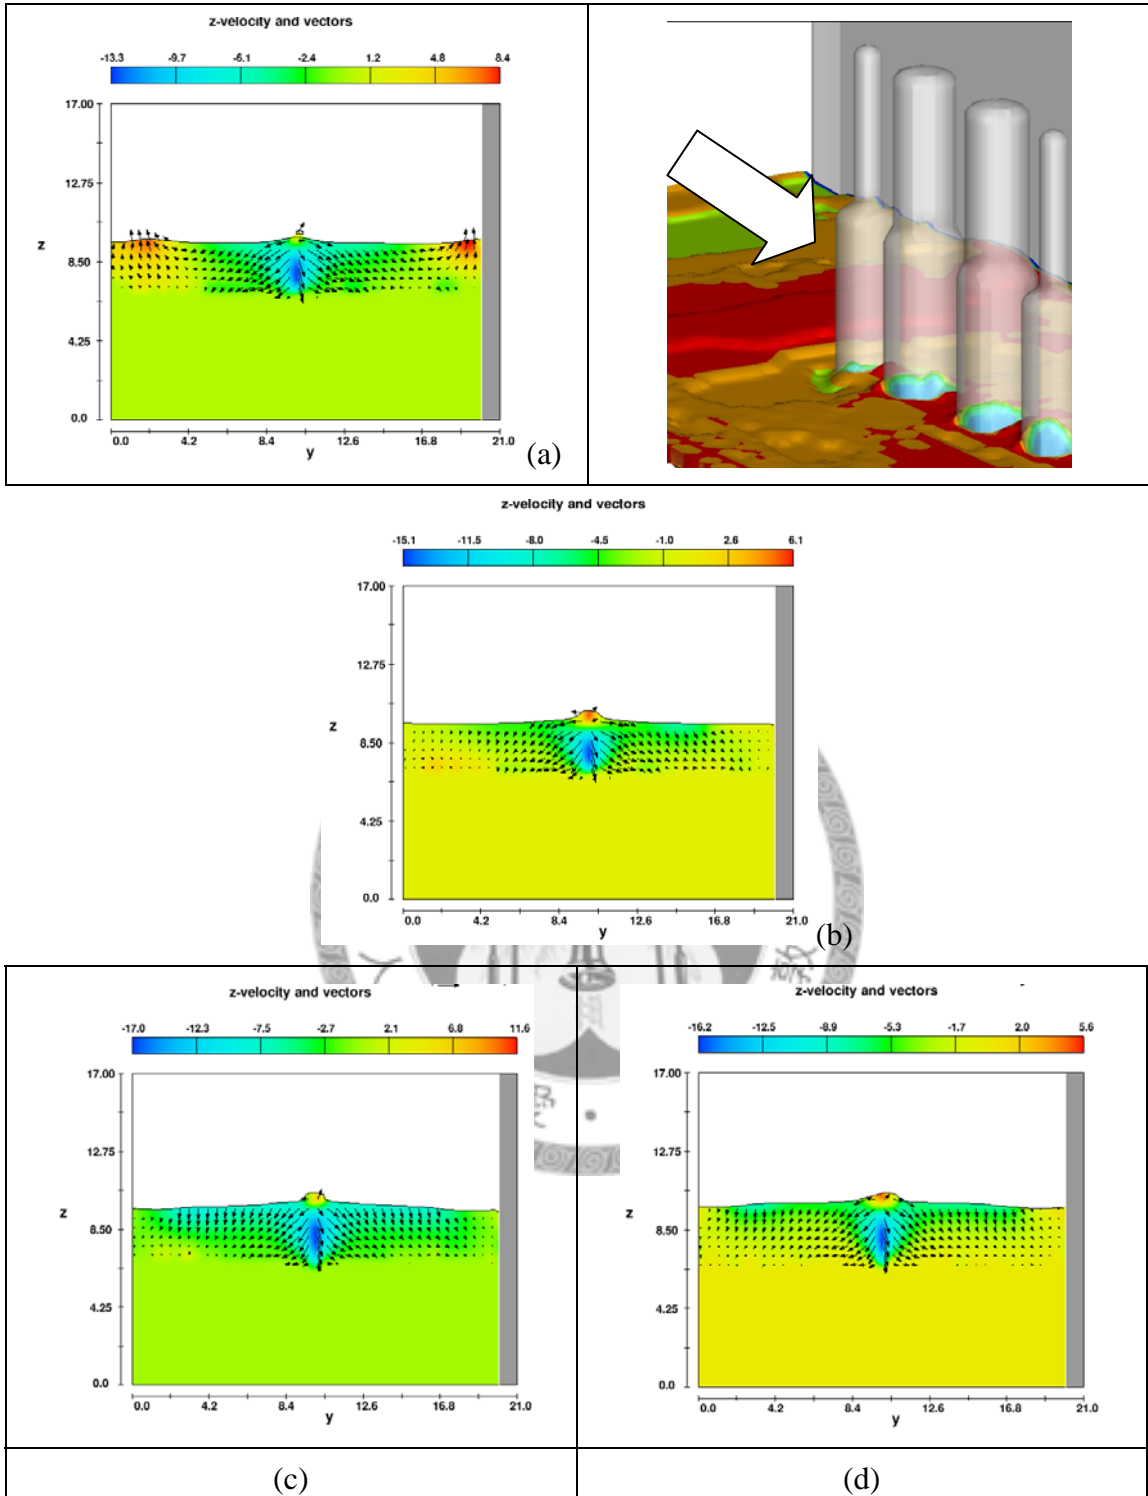 z-velocity and vectors
-13.3 -9.7 -6.1 -2.4 1.2 4.8 8.4
17.00
12.75
z
8.50
4.25
0.0
0.0 4.2 8.4 12.6 16.8 21.0
y
(a)
z-velocity and vectors
-15.1 -11.5 -8.0 -4.5 -1.0 2.6 6.1
17.00
12.75
z
8.50
4.25
0.0
0.0 4.2 8.4 12.6 16.8 21.0
y
(b)
z-velocity and vectors
-17.0 -12.3 -7.5 -2.7 2.1 6.8 11.6
17.00
12.75
z
8.50
4.25
0.0
0.0 4.2 8.4 12.6 16.8 21.0
y
z-velocity and vectors
-16.2 -12.5 -8.9 -5.3 -1.7 2.0 5.6
17.00
12.75
z
8.50
4.25
0.0
0.0 4.2 8.4 12.6 16.8 21.0
y
(c)
(d)